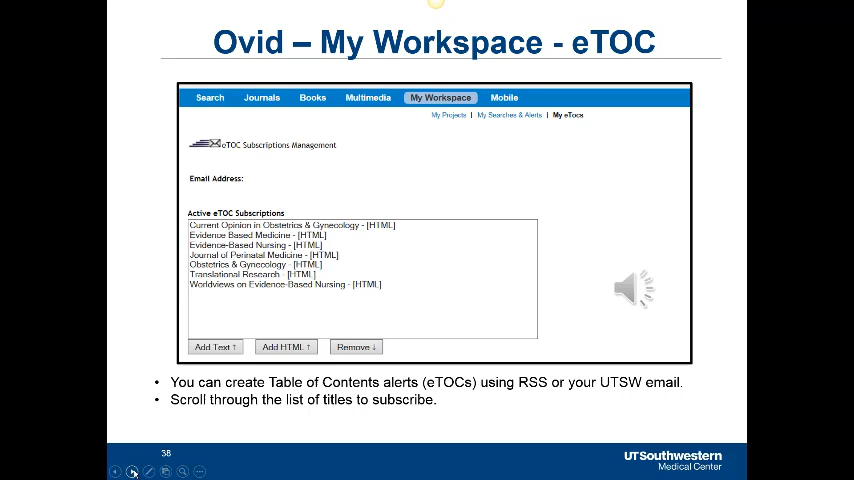 Ovid – My Workspace - eTOC
Search Journals Books Multimedia My Workspace Mobile
My Projects | My Searches & Alerts | My eTocs
eTOC Subscriptions Management
Email Address:
Active eTOC Subscriptions
Current Opinion in Obstetrics & Gynecology - [HTML]
Evidence Based Medicine - [HTML]
Evidence-Based Nursing - [HTML]
Journal of Perinatal Medicine - [HTML]
Obstetrics & Gynecology - [HTML]
Translational Research - [HTML]
Worldviews on Evidence-Based Nursing - [HTML]
Add Text ↑ Add HTML ↑ Remove ↓
• You can create Table of Contents alerts (eTOCs) using RSS or your UTSW email.
• Scroll through the list of titles to subscribe.
38
UTSouthwestern
Medical Center